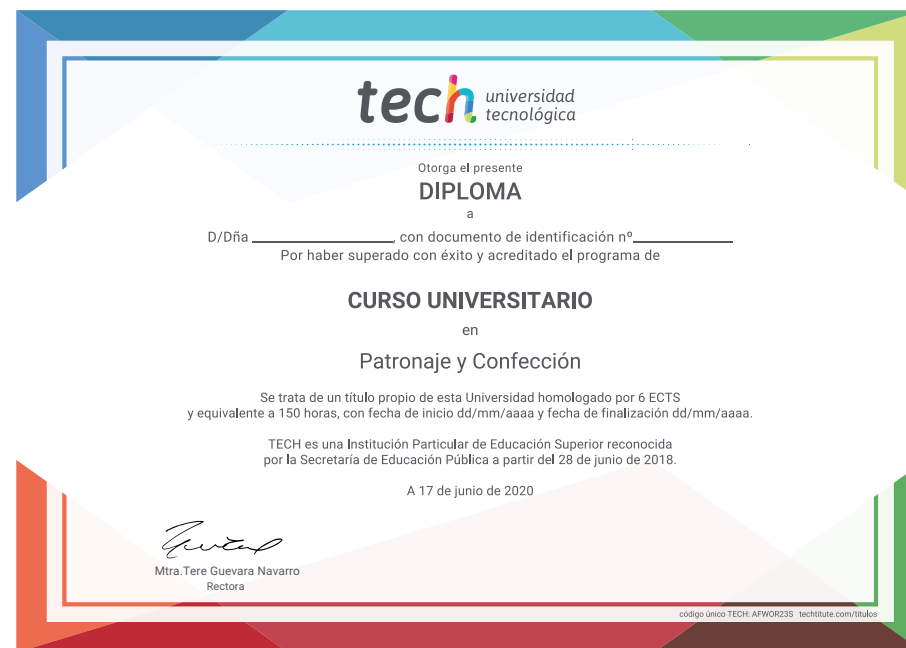 tech universidad
tecnológica
Otorga el presente
DIPLOMA
a
D/Dña ____________________, con documento de identificación nº______________
Por haber superado con éxito y acreditado el programa de
CURSO UNIVERSITARIO
en
Patronaje y Confección
Se trata de un título propio de esta Universidad homologado por 6 ECTS
y equivalente a 150 horas, con fecha de inicio dd/mm/aaaa y fecha de finalización dd/mm/aaaa.
TECH es una Institución Particular de Educación Superior reconocida
por la Secretaría de Educación Pública a partir del 28 de junio de 2018.
A 17 de junio de 2020
Mtra.Tere Guevara Navarro
Rectora
código único TECH: AFWOR23S techtitute.com/titulos